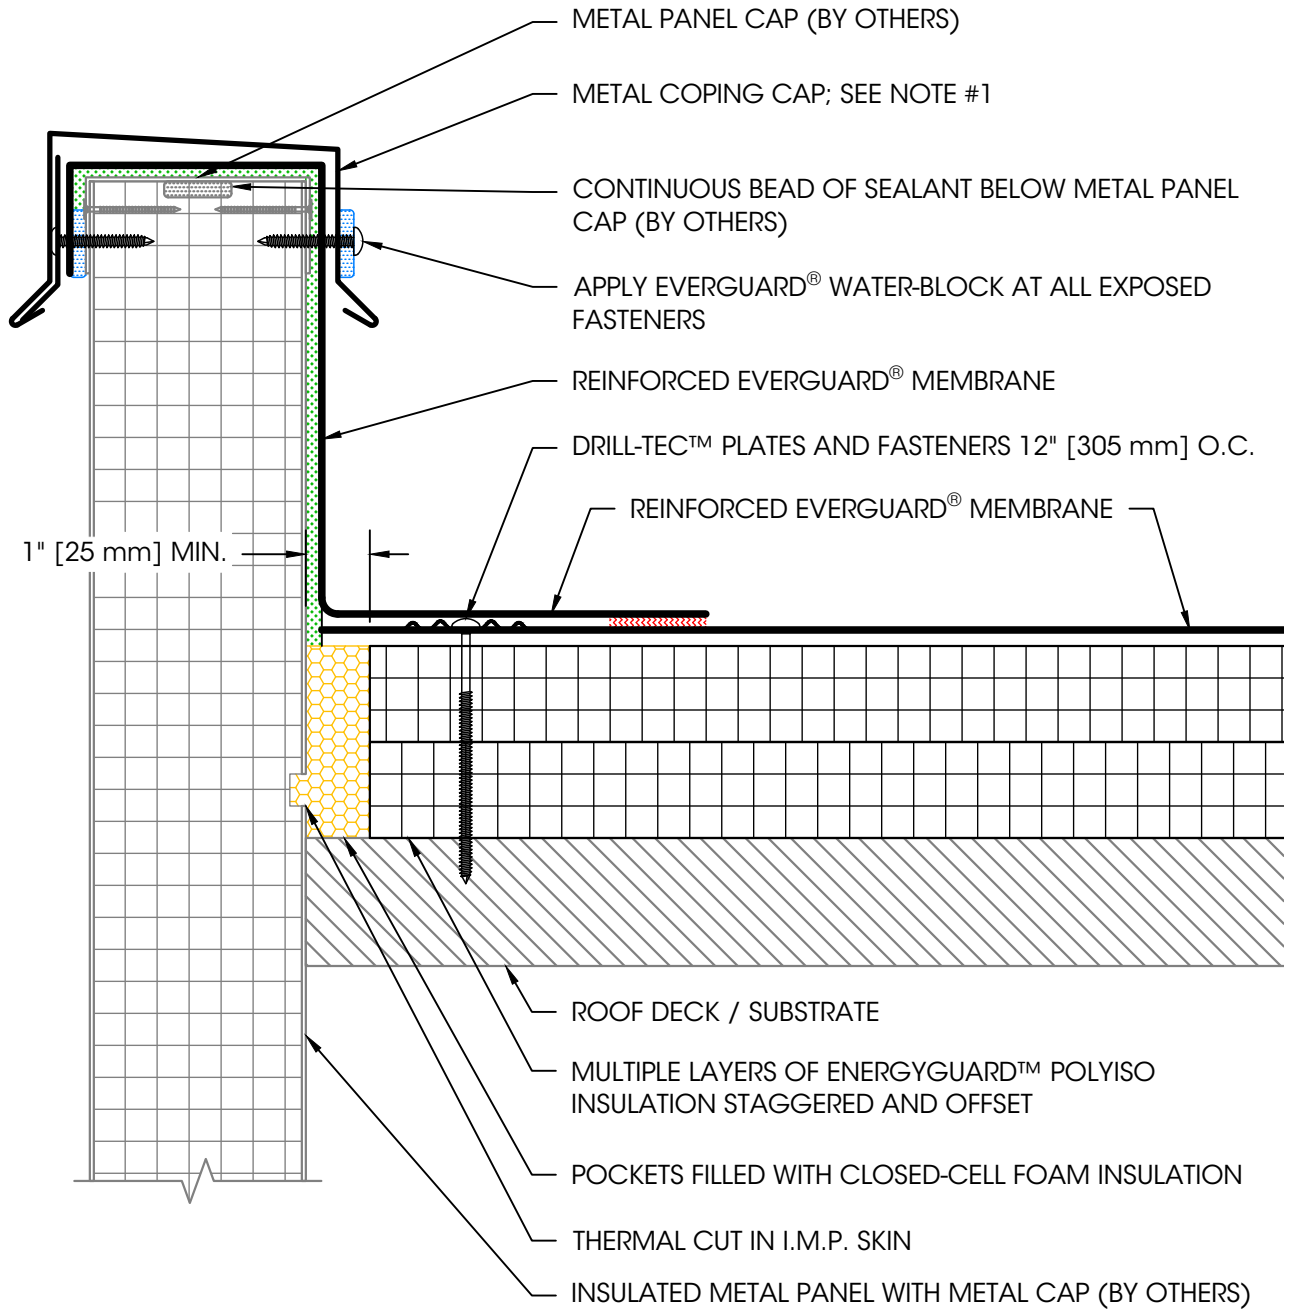 METAL PANEL CAP (BY OTHERS)
METAL COPING CAP; SEE NOTE #1
CONTINUOUS BEAD OF SEALANT BELOW METAL PANEL
CAP (BY OTHERS)
APPLY EVERGUARD® WATER-BLOCK AT ALL EXPOSED
FASTENERS
REINFORCED EVERGUARD® MEMBRANE
DRILL-TEC™ PLATES AND FASTENERS 12" [305 mm] O.C.
REINFORCED EVERGUARD® MEMBRANE
1" [25 mm] MIN.
ROOF DECK / SUBSTRATE
MULTIPLE LAYERS OF ENERGYGUARD™ POLYISO
INSULATION STAGGERED AND OFFSET
POCKETS FILLED WITH CLOSED-CELL FOAM INSULATION
THERMAL CUT IN I.M.P. SKIN
INSULATED METAL PANEL WITH METAL CAP (BY OTHERS)